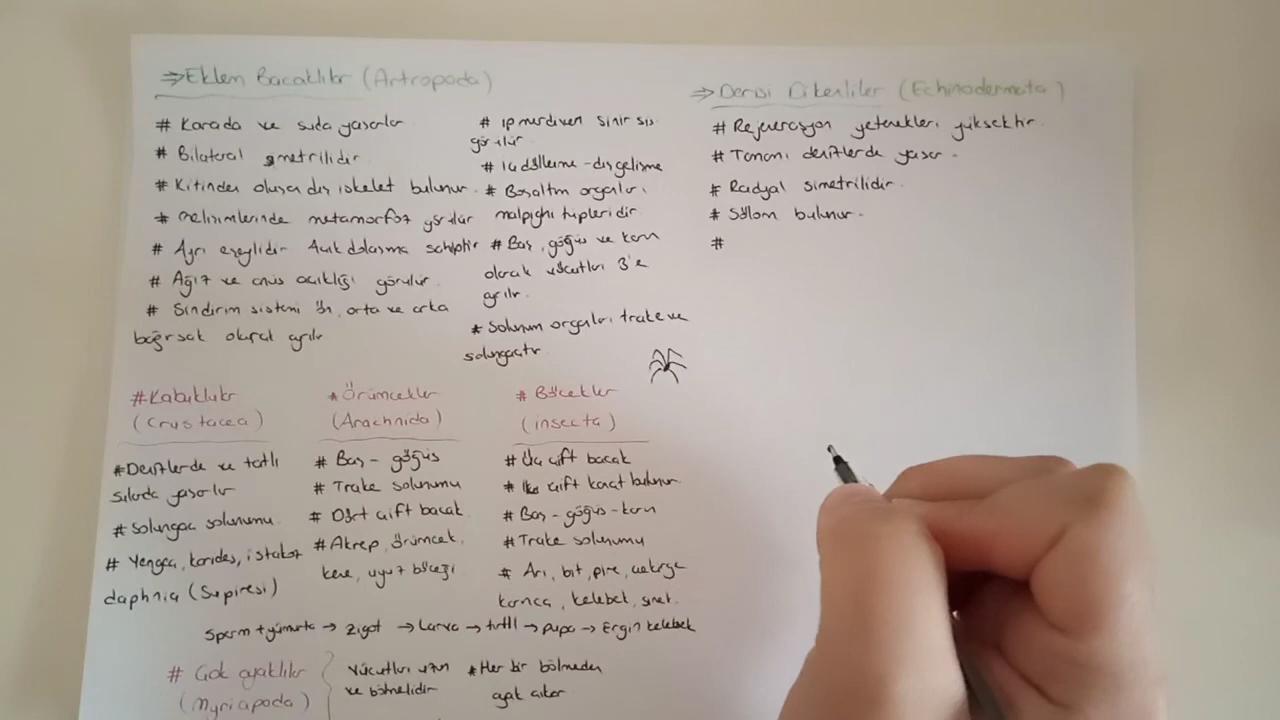 ⇒Eklem Bacaklılar (Artropoda)
# Karada ve suda yaşarlar
# Bilateral simetrilidir
# Kitinden oluşan dış iskelet bulunur.
# Gelişimlerinde metamorfoz görülür
# Ayrı eşeylidir Açık dolaşıma sahiptir
# Ağız ve anüs açıklığı görülür.
# Sindirim sistemi ön, orta ve arka
bağırsak olarak ayrılır
# ip merdiven sinir sis.
görülür.
# iç dölleme - dış gelişme
# Boşaltım organları
malpighi tüpleridir
# Baş, göğüs ve karın
olarak vücutları 3'e
ayrılır.
# Solunum organları trake ve
solungaçtır.
#Kabuklular
(Crustacea)
#Denizlerde ve tatlı
sularda yaşarlar
# Solungaç solunumu.
# Yengeç, karides, istakoz
daphnia (Su piresi)
# Örümcekler
(Arachnida)
# Baş - göğüs
# Trake solunumu
# Dört çift bacak
# Akrep, örümcek,
kene, uyuz böceği
# Böcekler
(insecta)
# Üç çift bacak
# İki çift kanat bulunur.
# Baş - göğüs - karın
# Trake solunumu
# Arı, bit, pire, çekirge
karınca, kelebek, sinek.
Sperm + yumurta → zigot → Larva → tırtıl → pupa → Ergin kelebek
# Çok ayaklılar
(Myriapoda)
Vücutları uzun
ve bölmelidir
# Her bir bölmeden
ayak çıkar
⇒ Derisi Dikenliler (Echinodermata)
# Rejenerasyon yetenekleri yüksektir.
# Tamamı denizlerde yaşar.
# Radyal simetrilidir.
# Sölom bulunur.
#